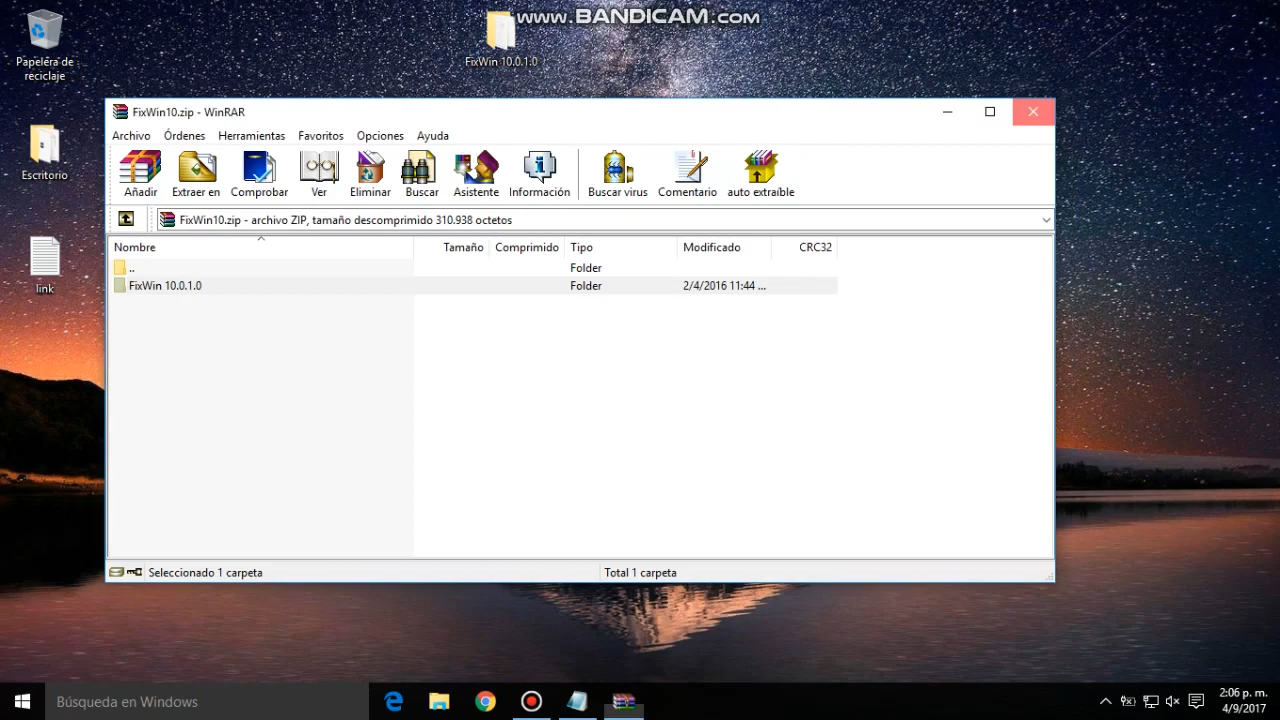 www.BANDICAM.com
Papelera de
reciclaje
FixWin 10.0.1.0
Escritorio
link
FixWin10.zip - WinRAR
Archivo Órdenes Herramientas Favoritos Opciones Ayuda
Añadir Extraer en Comprobar Ver Eliminar Buscar Asistente Información Buscar virus Comentario auto extraíble
FixWin10.zip - archivo ZIP, tamaño descomprimido 310.938 octetos
Nombre Tamaño Comprimido Tipo Modificado CRC32
.. Folder
FixWin 10.0.1.0 Folder 2/4/2016 11:44 ...
Seleccionado 1 carpeta Total 1 carpeta
Búsqueda en Windows
2:06 p. m.
4/9/2017